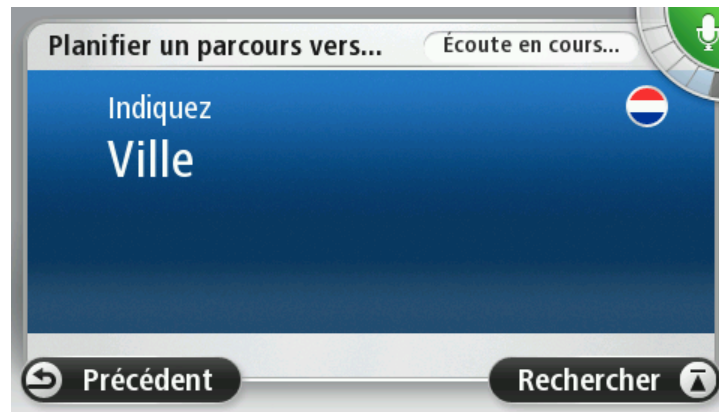 Planifier un parcours vers...
Écoute en cours...
Indiquez
Ville
Précédent
Rechercher